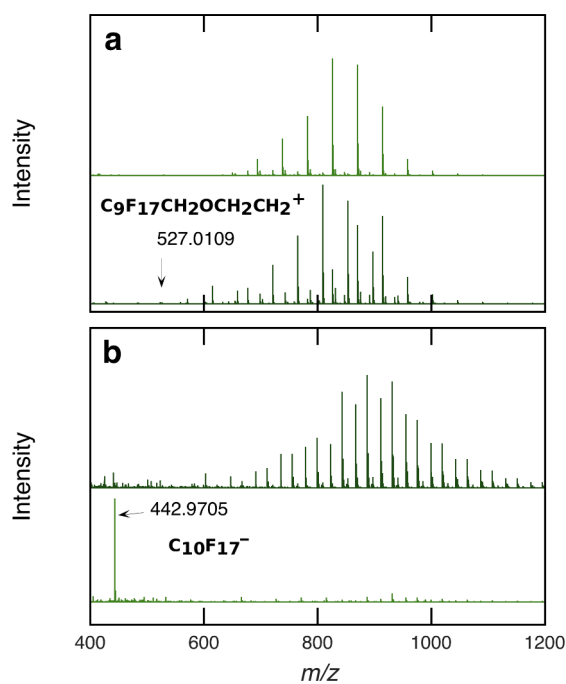 a
Intensity
C9F17CH2OCH2CH2+
527.0109
b
Intensity
442.9705
C10F17−
400 600 800 1000 1200
m/z